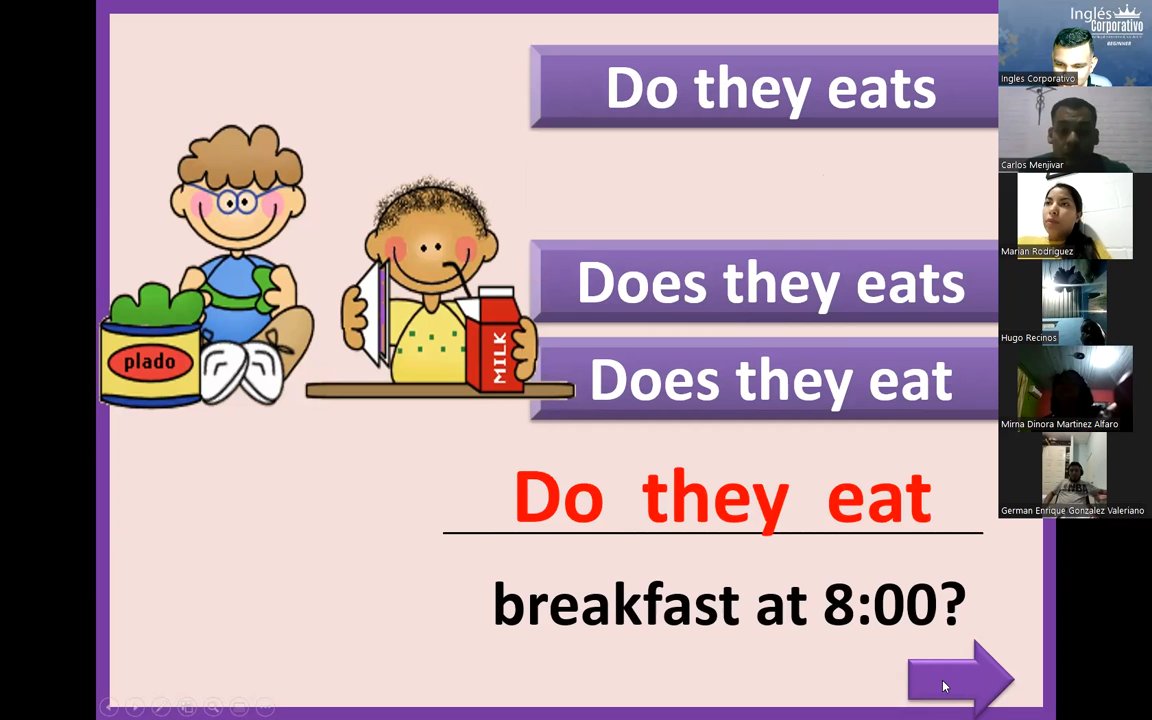 Do they eats
Does they eats
Does they eat
Do they eat
breakfast at 8:00?
plado
MILK
Inglés
Corporativo
BEGINNER
Ingles Corporativo
Carlos Menjivar
Marian Rodriguez
Hugo Recinos
Mirna Dinora Martinez Alfaro
German Enrique Gonzalez Valeriano